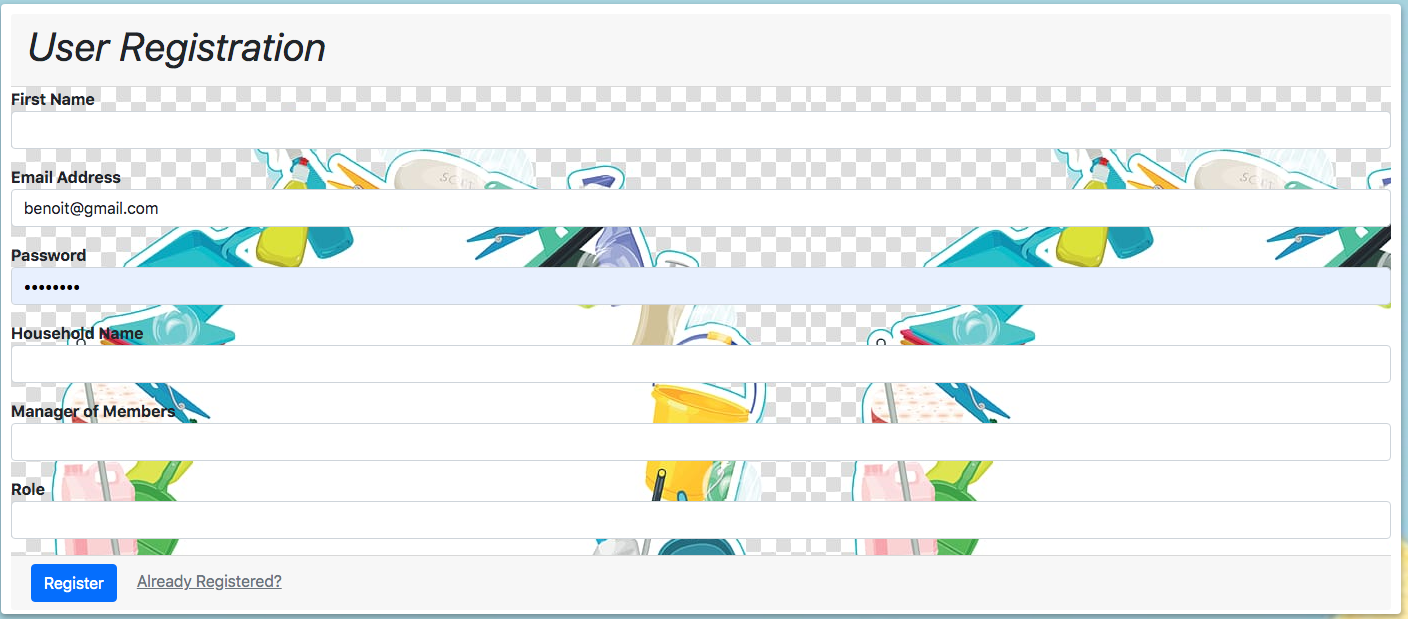 User Registration
First Name
Email Address
benoit@gmail.com
Password
••••••••
Household Name
Manager of Members
Role
Register Already Registered?